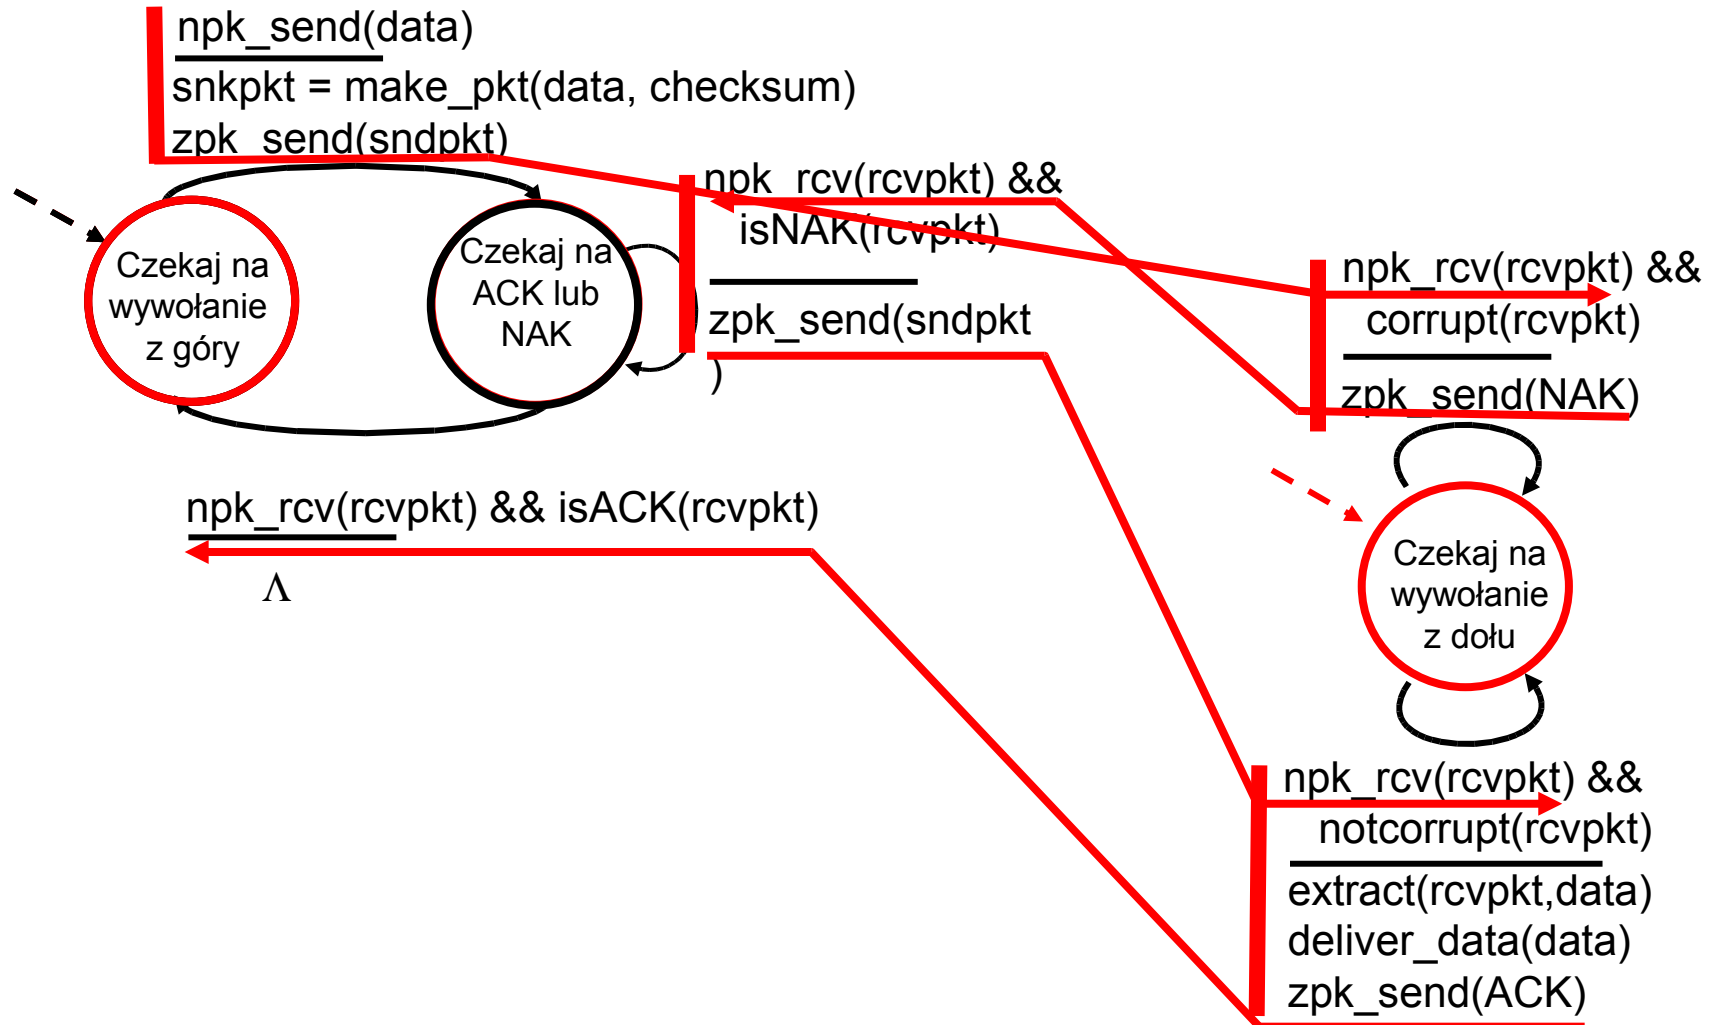 npk_send(data)
snkpkt = make_pkt(data, checksum)
zpk_send(sndpkt)
Czekaj na
wywołanie
z góry
Czekaj na
ACK lub
NAK
npk_rcv(rcvpkt) &&
isNAK(rcvpkt)
zpk_send(sndpkt
)
npk_rcv(rcvpkt) && isACK(rcvpkt)
Λ
npk_rcv(rcvpkt) &&
corrupt(rcvpkt)
zpk_send(NAK)
Czekaj na
wywołanie
z dołu
npk_rcv(rcvpkt) &&
notcorrupt(rcvpkt)
extract(rcvpkt,data)
deliver_data(data)
zpk_send(ACK)